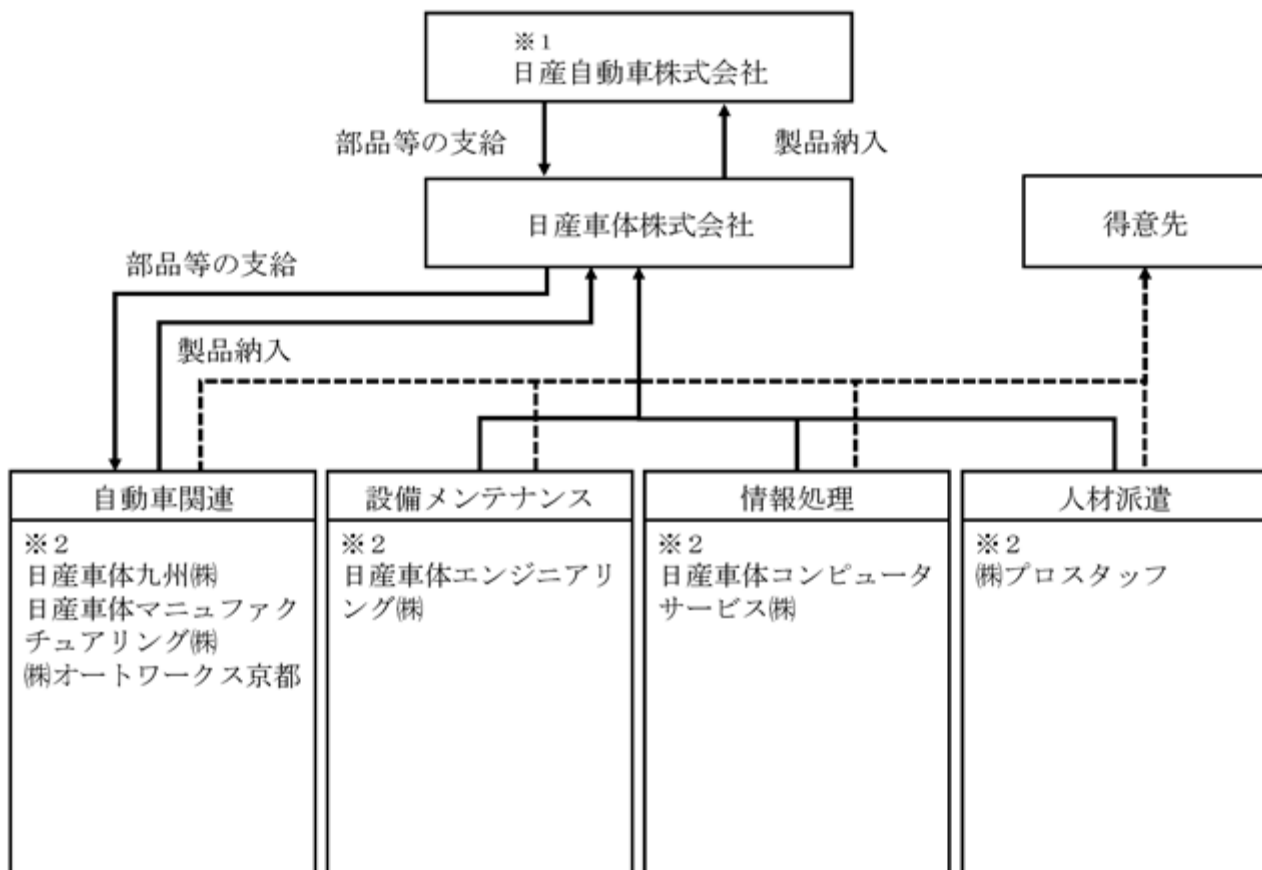 ※1
日産自動車株式会社
部品等の支給
製品納入
日産車体株式会社
得意先
部品等の支給
製品納入
自動車関連
※2
日産車体九州㈱
日産車体マニュファク
チュアリング㈱
㈱オートワークス京都
設備メンテナンス
※2
日産車体エンジニアリ
ング㈱
情報処理
※2
日産車体コンピュータ
サービス㈱
人材派遣
※2
㈱プロスタッフ